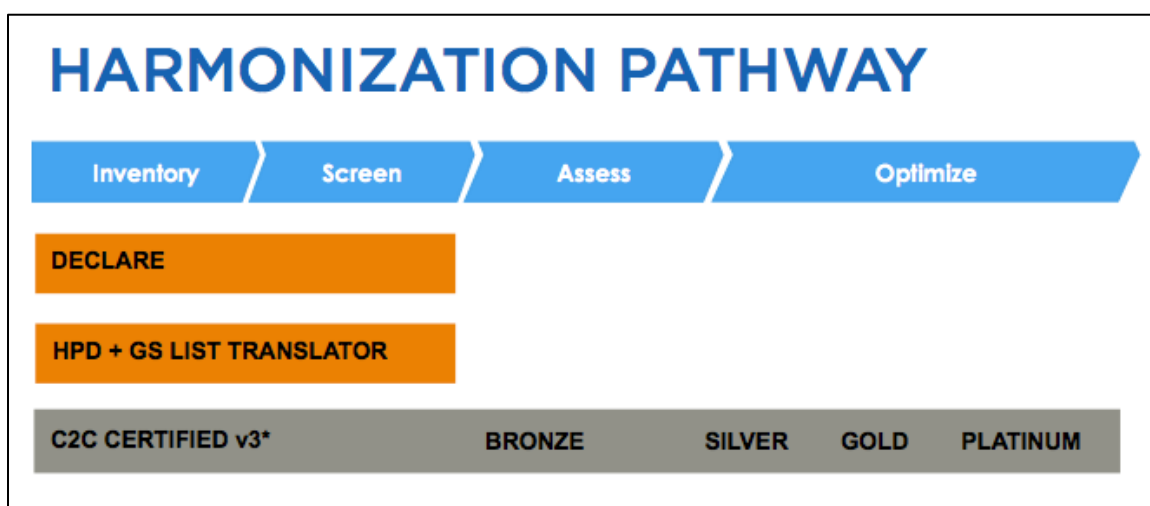 HARMONIZATION PATHWAY
Inventory Screen Assess Optimize
DECLARE
HPD + GS LIST TRANSLATOR
C2C CERTIFIED v3* BRONZE SILVER GOLD PLATINUM